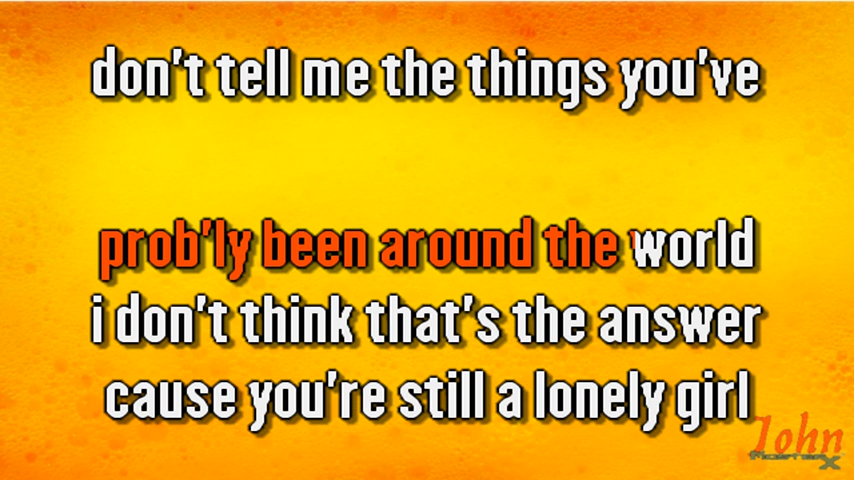 don't tell me the things you've
prob'ly been around the world
i don't think that's the answer
cause you're still a lonely girl
John